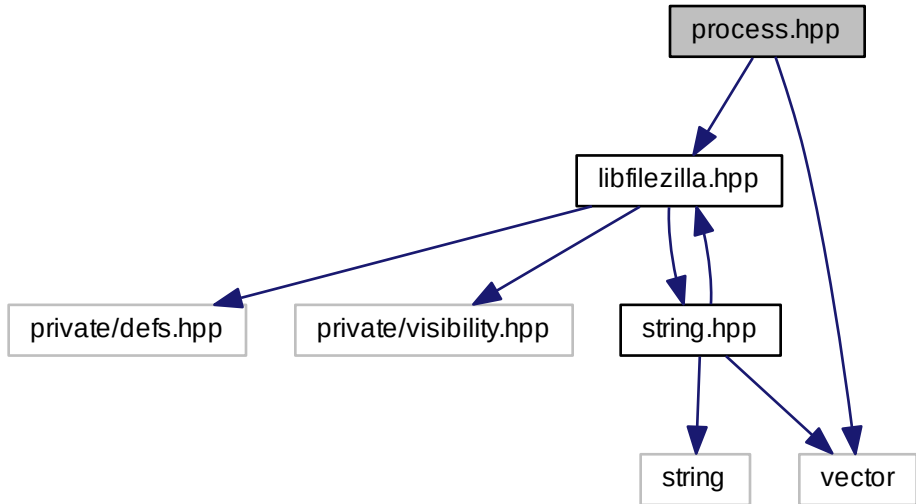 process.hpp
libfilezilla.hpp
private/defs.hpp
private/visibility.hpp
string.hpp
string
vector